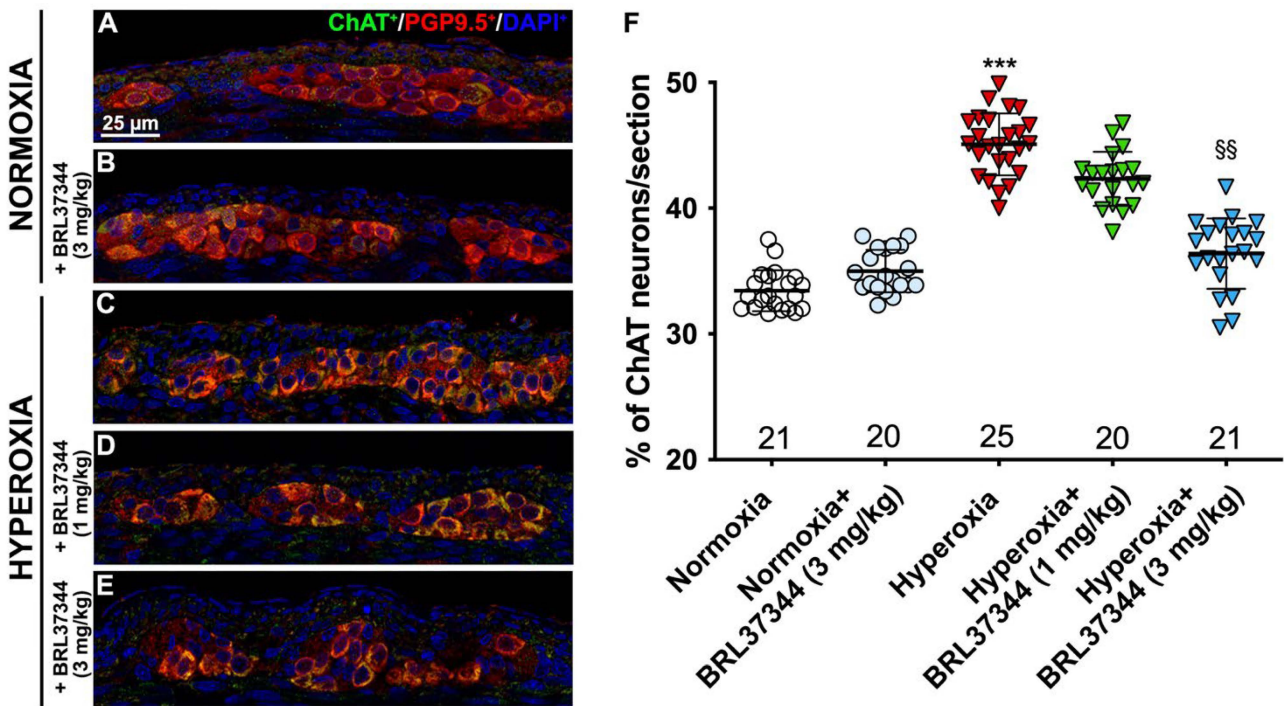 NORMOXIA
+ BRL37344
(3 mg/kg)
HYPEROXIA
+ BRL37344
(1 mg/kg)
+ BRL37344
(3 mg/kg)
A
ChAT⁺/PGP9.5⁺/DAPI⁺
25 µm
B
C
D
E
F
% of ChAT neurons/section
50
40
30
20
***
§§
21
20
25
20
21
Normoxia
Normoxia+
BRL37344 (3 mg/kg)
Hyperoxia
Hyperoxia+
BRL37344 (1 mg/kg)
Hyperoxia+
BRL37344 (3 mg/kg)